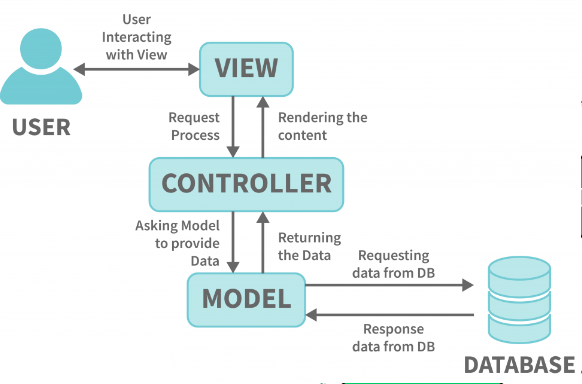 User
Interacting
with View
VIEW
USER
Request
Process
Rendering the
content
CONTROLLER
Asking Model
to provide
Data
Returning
the Data
Requesting
data from DB
MODEL
Response
data from DB
DATABASE